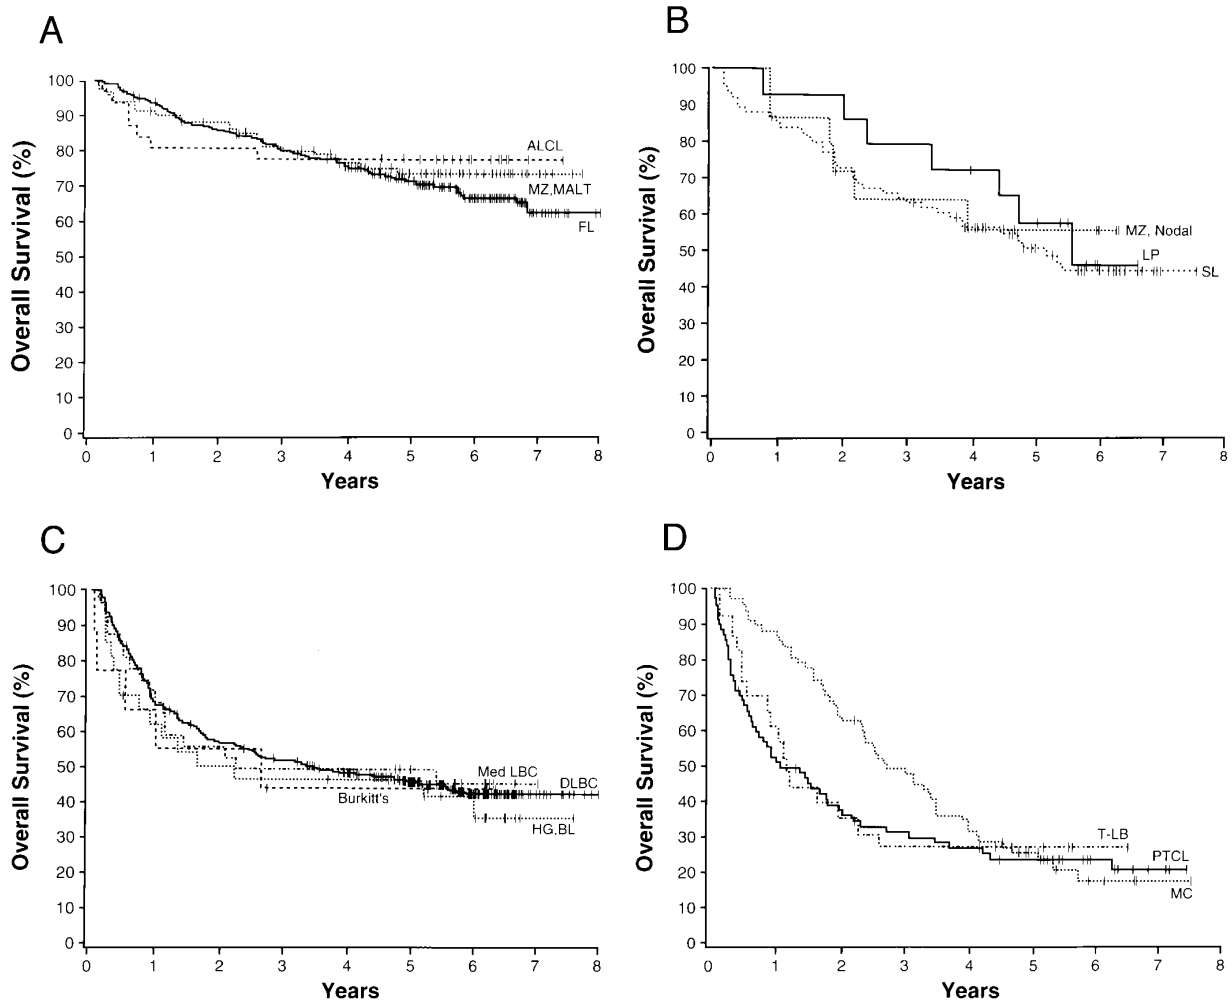 A
Overall Survival (%)
100
90
80
70
60
50
40
30
20
10
0
ALCL
MZ,MALT
FL
0 1 2 3 4 5 6 7 8
Years
B
Overall Survival (%)
100
90
80
70
60
50
40
30
20
10
0
MZ, Nodal
LP
SL
0 1 2 3 4 5 6 7 8
Years
C
Overall Survival (%)
100
90
80
70
60
50
40
30
20
10
0
Med LBC
DLBC
Burkitt's
HG,BL
0 1 2 3 4 5 6 7 8
Years
D
Overall Survival (%)
100
90
80
70
60
50
40
30
20
10
0
T-LB
PTCL
MC
0 1 2 3 4 5 6 7 8
Years